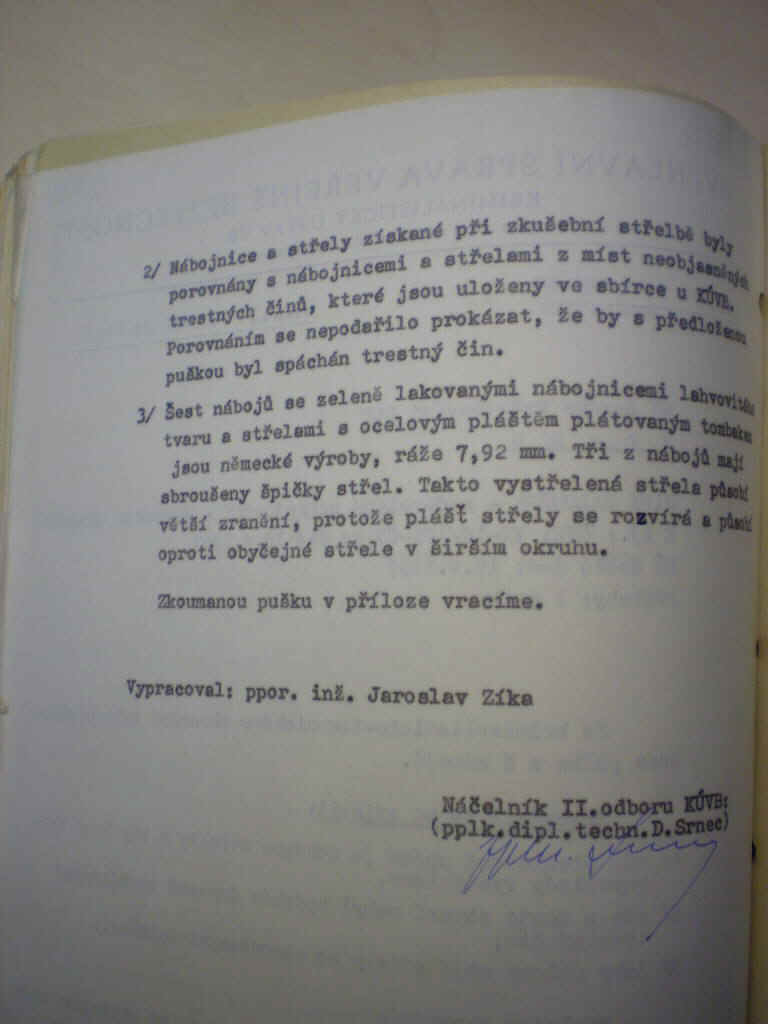 2/ Nábojnice a střely získané při zkušební střelbě byly
porovnány s nábojnicemi a střelami z míst neobjasněných
trestných činů, které jsou uloženy ve sbírce u KÚVB.
Porovnáním se nepodařilo prokázat, že by s předloženou
puškou byl spáchán trestný čin.
3/ Šest nábojů se zeleně lakovanými nábojnicemi lahvovitého
tvaru a střelami s ocelovým pláštěm plátovaným tombakem
jsou německé výroby, ráže 7,92 mm. Tři z nábojů mají
sbroušeny špičky střel. Takto vystřelená střela působí
větší zranění, protože plášť střely se rozvírá a působí
oproti obyčejné střele v širším okruhu.
Zkoumanou pušku v příloze vracíme.
Vypracoval: ppor. inž. Jaroslav Zíka
Náčelník II.odboru KÚVB:
(pplk.dipl.techn.D.Srnec)